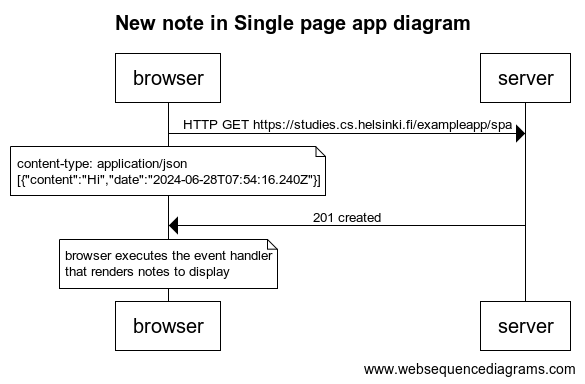 New note in Single page app diagram
browser
server
HTTP GET https://studies.cs.helsinki.fi/exampleapp/spa
content-type: application/json
[{"content":"Hi","date":"2024-06-28T07:54:16.240Z"}]
201 created
browser executes the event handler
that renders notes to display
browser
server
www.websequencediagrams.com